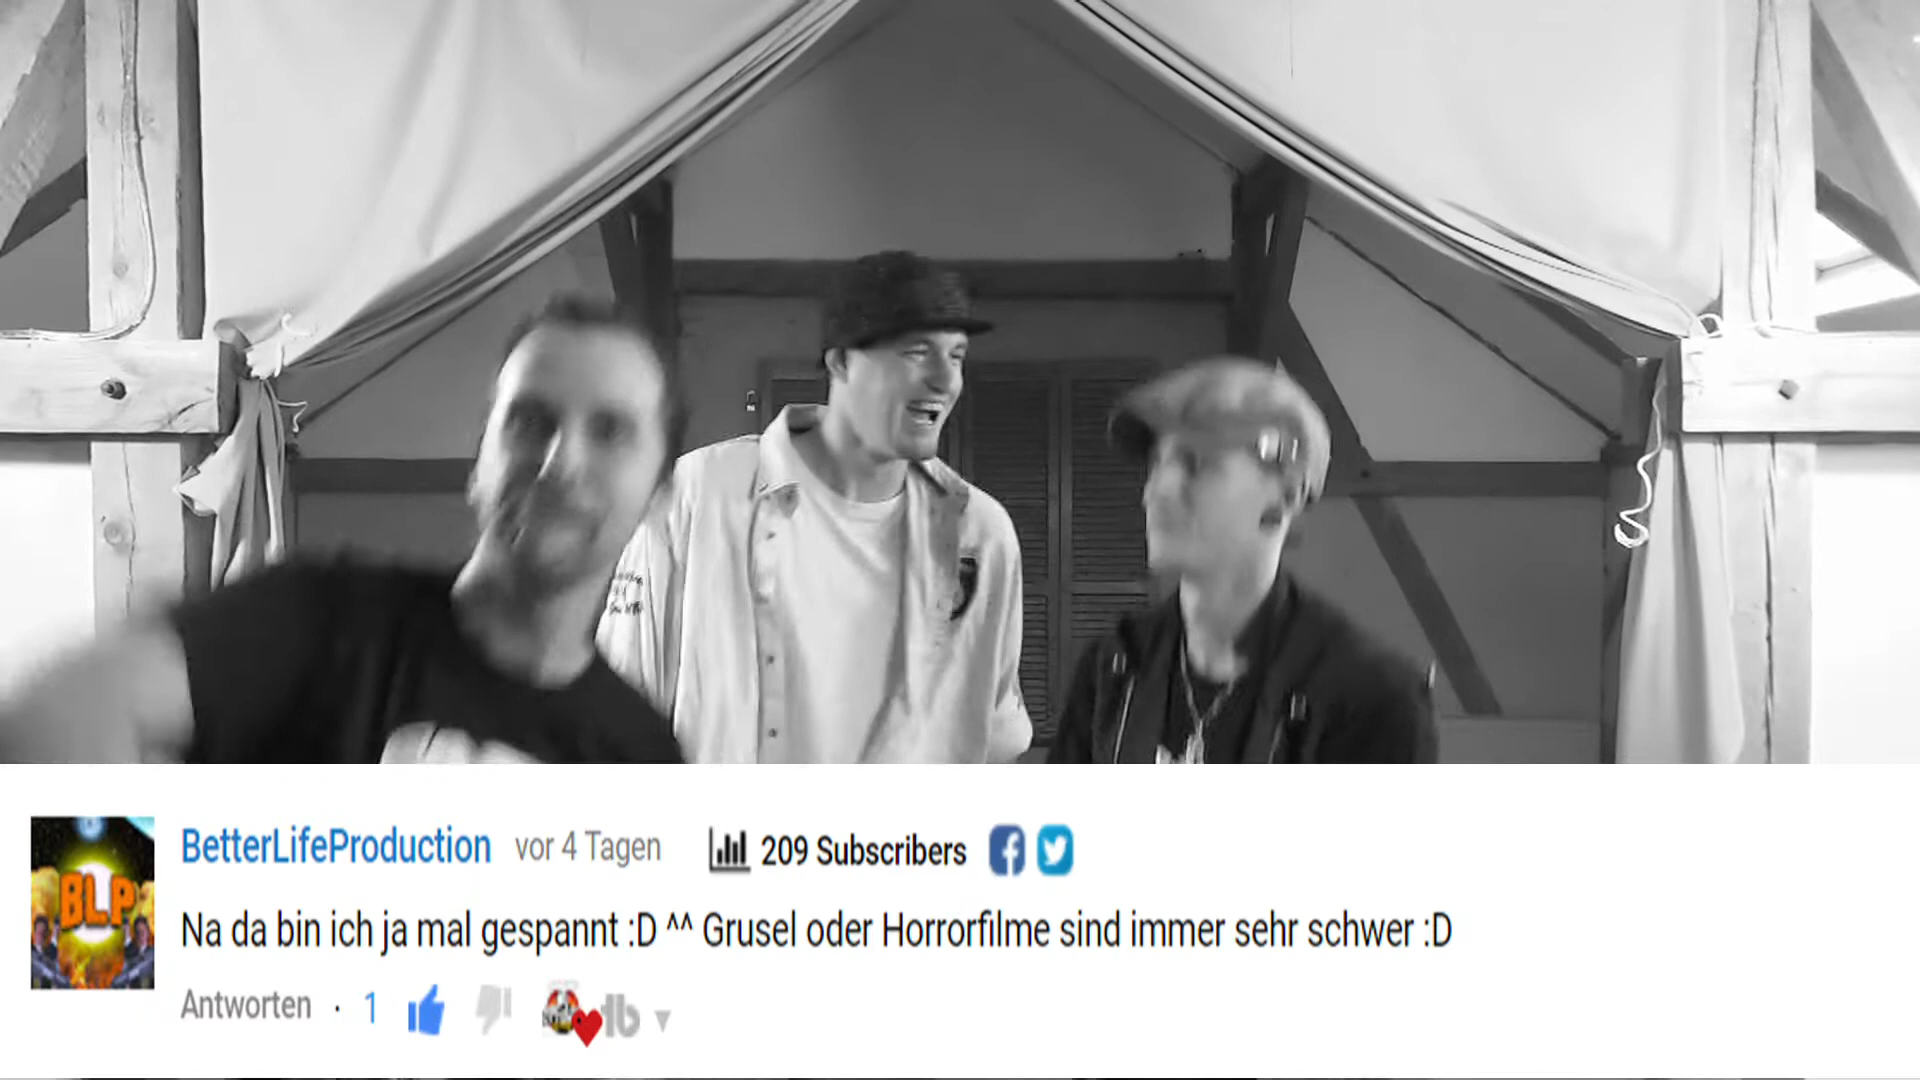 BetterLifeProduction vor 4 Tagen 209 Subscribers
Na da bin ich ja mal gespannt :D ^^ Grusel oder Horrorfilme sind immer sehr schwer :D
Antworten · 1
BLP
tb